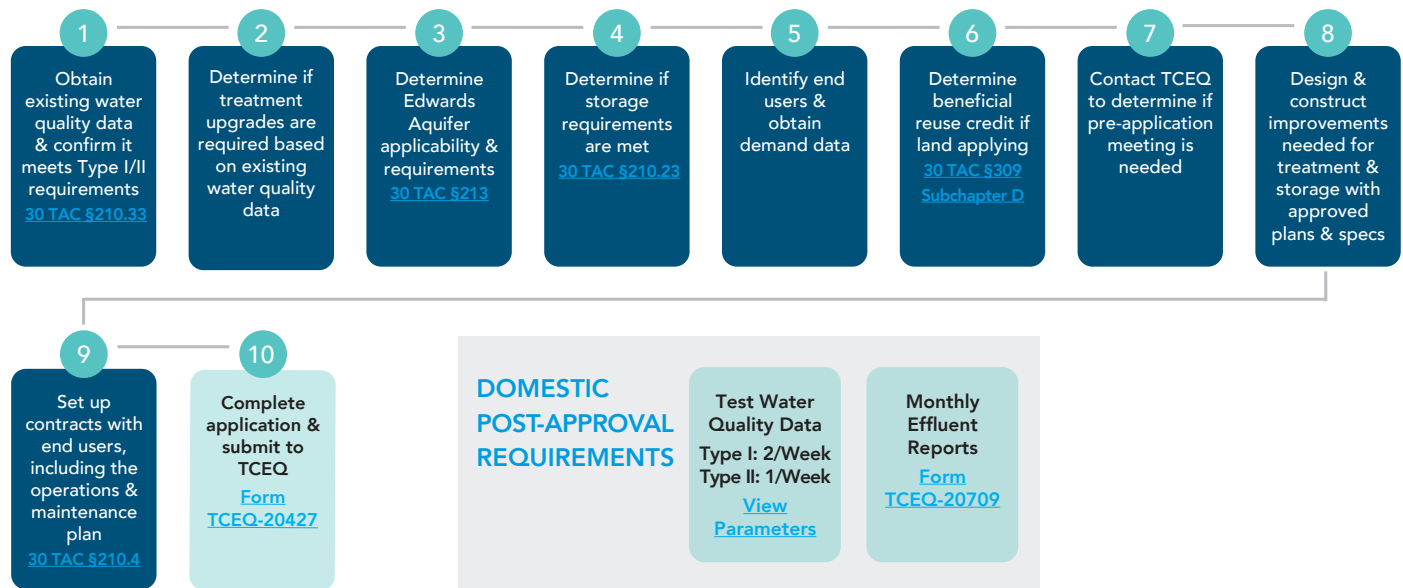 1
Obtain
existing water
quality data
& confirm it
meets Type I/II
requirements
30 TAC §210.33
2
Determine if
treatment
upgrades are
required based
on existing
water quality
data
3
Determine
Edwards
Aquifer
applicability &
requirements
30 TAC §213
4
Determine if
storage
requirements
are met
30 TAC §210.23
5
Identify end
users &
obtain
demand data
6
Determine
beneficial
reuse credit if
land applying
30 TAC §309
Subchapter D
7
Contact TCEQ
to determine if
pre-application
meeting is
needed
8
Design &
construct
improvements
needed for
treatment &
storage with
approved
plans & specs
9
Set up
contracts with
end users,
including the
operations &
maintenance
plan
30 TAC §210.4
10
Complete
application &
submit to
TCEQ
Form
TCEQ-20427
DOMESTIC
POST-APPROVAL
REQUIREMENTS
Test Water
Quality Data
Type I: 2/Week
Type II: 1/Week
View
Parameters
Monthly
Effluent
Reports
Form
TCEQ-20709